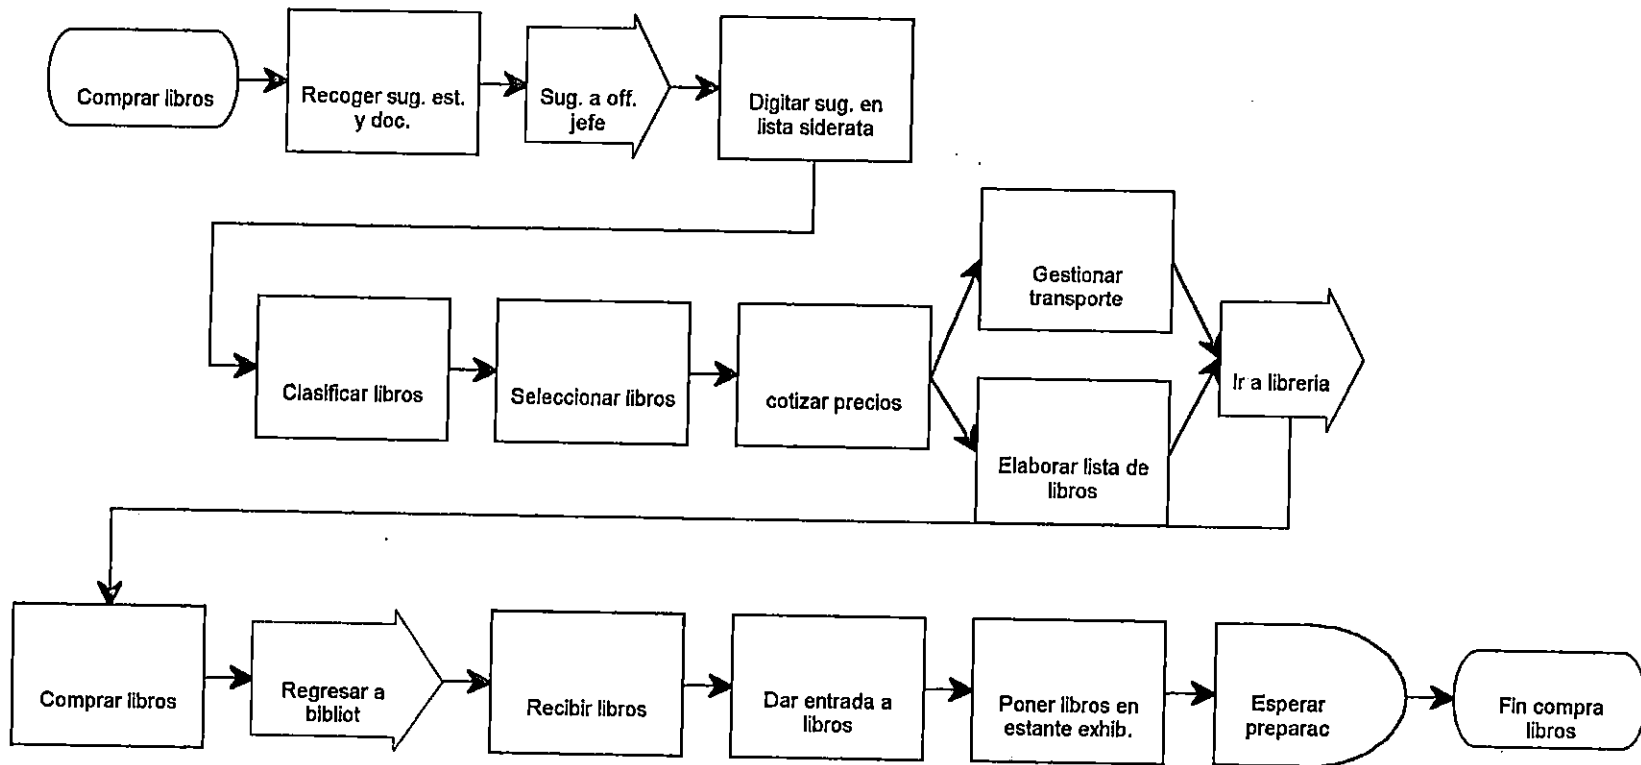 Comprar libros
Recoger sug. est.
y doc.
Sug. a off.
jefe
Digitar sug. en
lista siderata
Gestionar
transporte
Clasificar libros
Seleccionar libros
cotizar precios
Ir a libreria
Elaborar lista de
libros
Comprar libros
Regresar a
bibliot
Recibir libros
Dar entrada a
libros
Poner libros en
estante exhib.
Esperar
preparac
Fin compra
libros